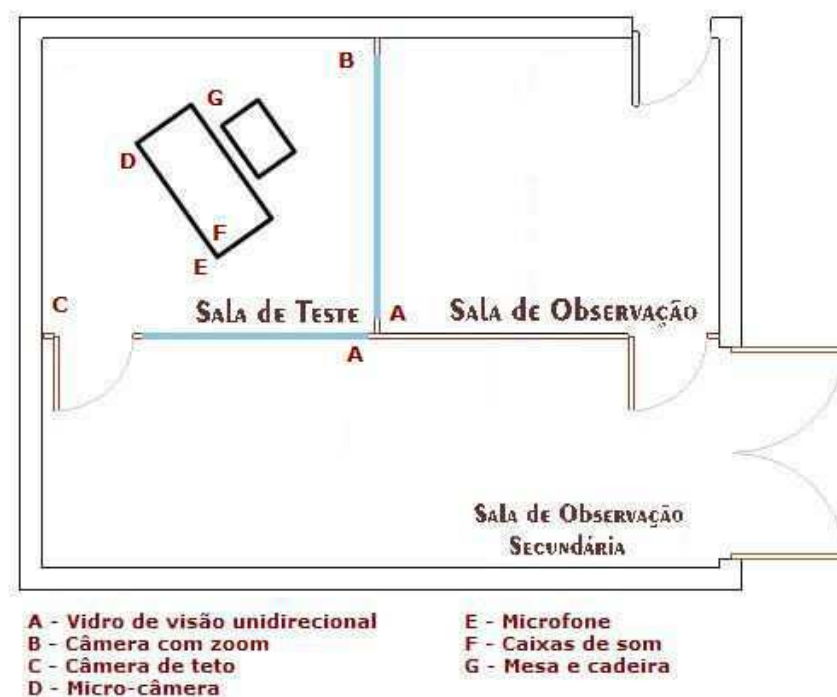 B
G
D
F
E
C
Sala de Teste
A
Sala de Observação
A
Sala de Observação
Secundária
A - Vidro de visão unidirecional
B - Câmera com zoom
C - Câmera de teto
D - Micro-câmera
E - Microfone
F - Caixas de som
G - Mesa e cadeira